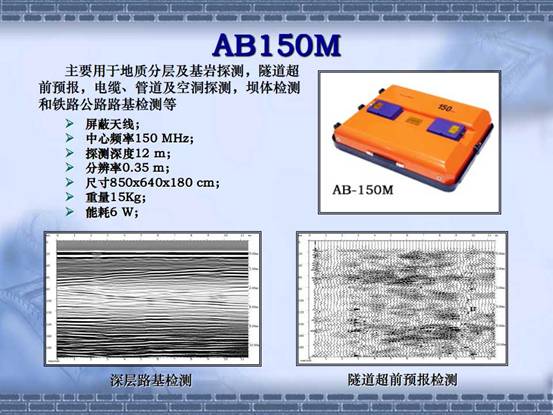 AB150M
主要用于地质分层及基岩探测，隧道超
前预报，电缆、管道及空洞探测，坝体检测
和铁路公路路基检测等
屏蔽天线；
中心频率150 MHz；
探测深度12 m；
分辨率0.35 m；
尺寸850x640x180 cm；
重量15Kg；
能耗6 W；
150
AB-150M
深层路基检测
隧道超前预报检测